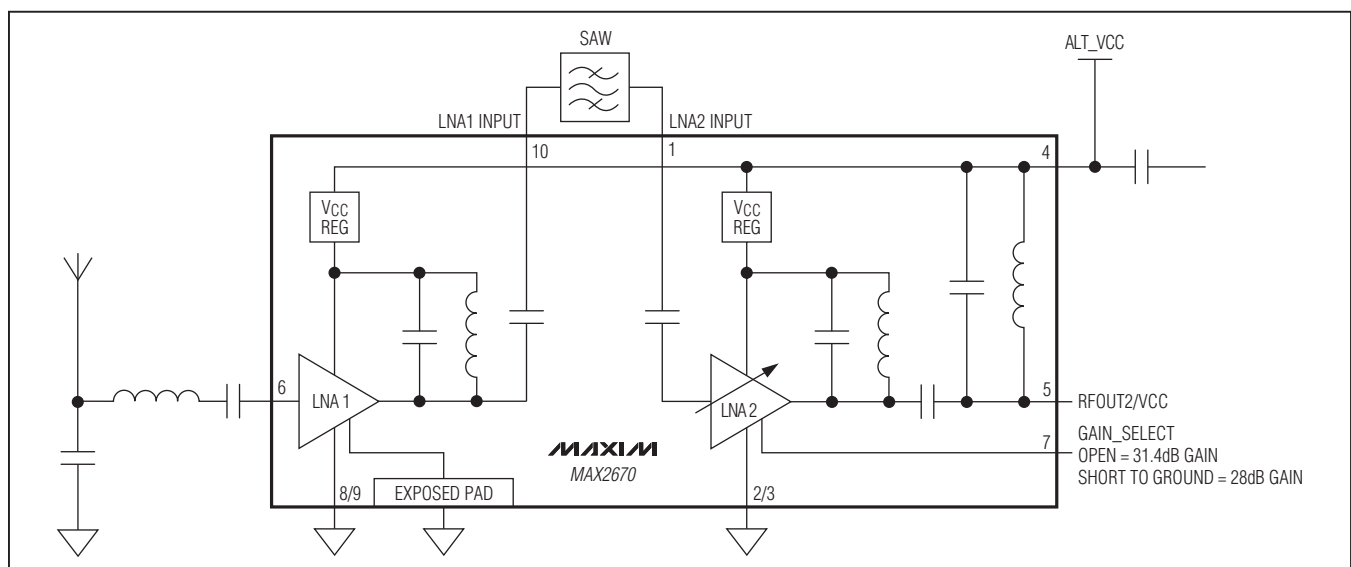 SAW
ALT_VCC
LNA1 INPUT
LNA2 INPUT
10
1
4
VCC
REG
VCC
REG
6
LNA 1
LNA 2
5
RFOUT2/VCC
7
GAIN_SELECT
OPEN = 31.4dB GAIN
SHORT TO GROUND = 28dB GAIN
MAXIM
MAX2670
8/9
EXPOSED PAD
2/3